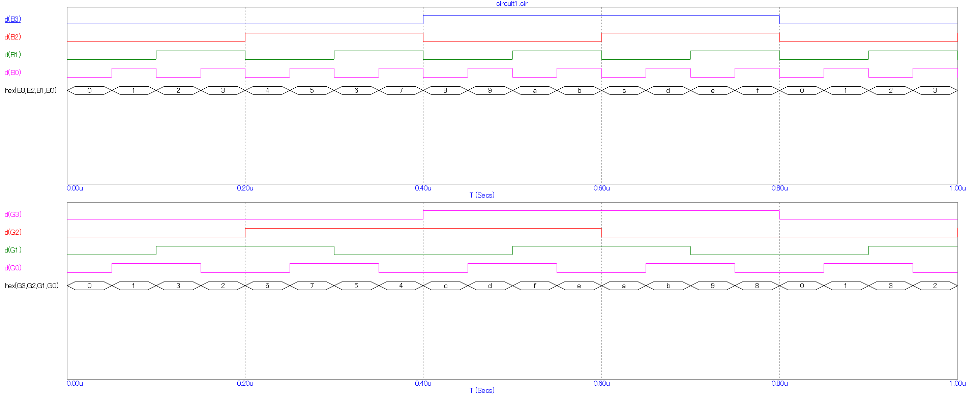 circuit1.cir
d(B3)
d(B2)
d(B1)
d(B0)
hex(B3,B2,B1,B0) 0 1 2 3 4 5 6 7 8 9 a b c d e f 0 1 2 3
0.00u 0.20u 0.40u 0.60u 0.80u 1.00u
T (Secs)
d(G3)
d(G2)
d(G1)
d(G0)
hex(G3,G2,G1,G0) 0 1 3 2 6 7 5 4 c d f e a b 9 8 0 1 3 2
0.00u 0.20u 0.40u 0.60u 0.80u 1.00u
T (Secs)